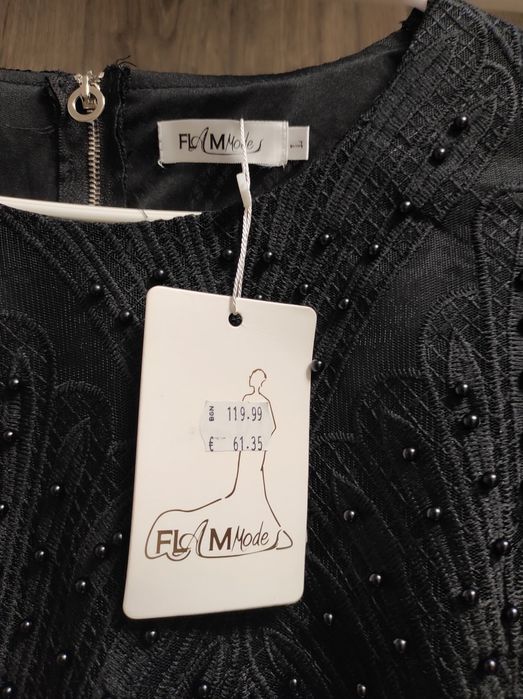 FLAMMode
BGN 119.99
€ 61.35
FLAMMode